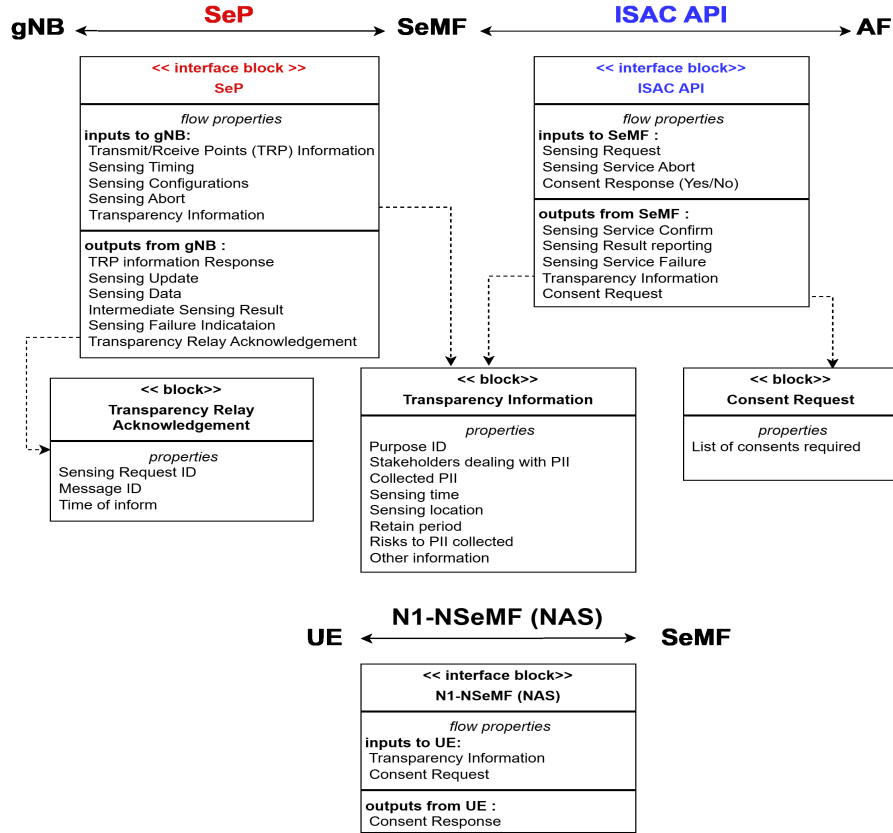 gNB SeP SeMF ISAC API AF
<< interface block >>
SeP
flow properties
inputs to gNB:
Transmit/Rceive Points (TRP) Information
Sensing Timing
Sensing Configurations
Sensing Abort
Transparency Information
outputs from gNB :
TRP information Response
Sensing Update
Sensing Data
Intermediate Sensing Result
Sensing Failure Indicataion
Transparency Relay Acknowledgement
<< interface block>>
ISAC API
flow properties
inputs to SeMF :
Sensing Request
Sensing Service Abort
Consent Response (Yes/No)
outputs from SeMF :
Sensing Service Confirm
Sensing Result reporting
Sensing Service Failure
Transparency Information
Consent Request
<< block>>
Transparency Relay
Acknowledgement
properties
Sensing Request ID
Message ID
Time of inform
<< block>>
Transparency Information
properties
Purpose ID
Stakeholders dealing with PII
Collected PII
Sensing time
Sensing location
Retain period
Risks to PII collected
Other information
<< block>>
Consent Request
properties
List of consents required
UE N1-NSeMF (NAS) SeMF
<< interface block>>
N1-NSeMF (NAS)
flow properties
inputs to UE:
Transparency Information
Consent Request
outputs from UE :
Consent Response